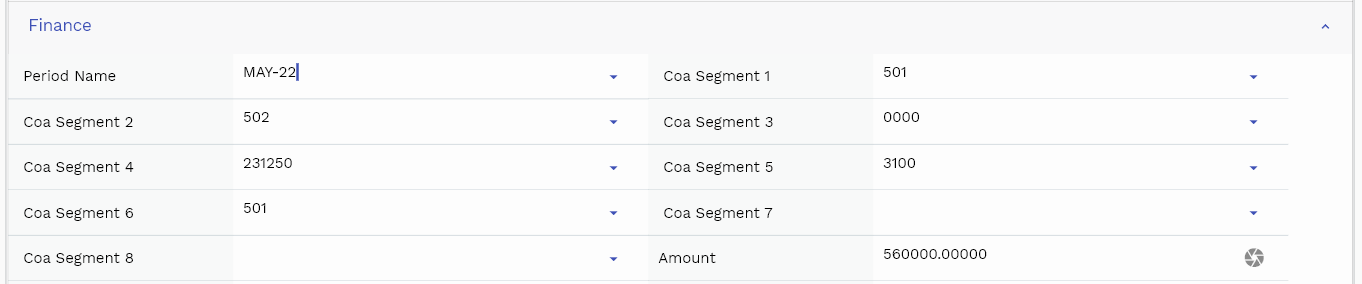 Finance
Period Name MAY-22 Coa Segment 1 501
Coa Segment 2 502 Coa Segment 3 0000
Coa Segment 4 231250 Coa Segment 5 3100
Coa Segment 6 501 Coa Segment 7
Coa Segment 8 Amount 560000.00000